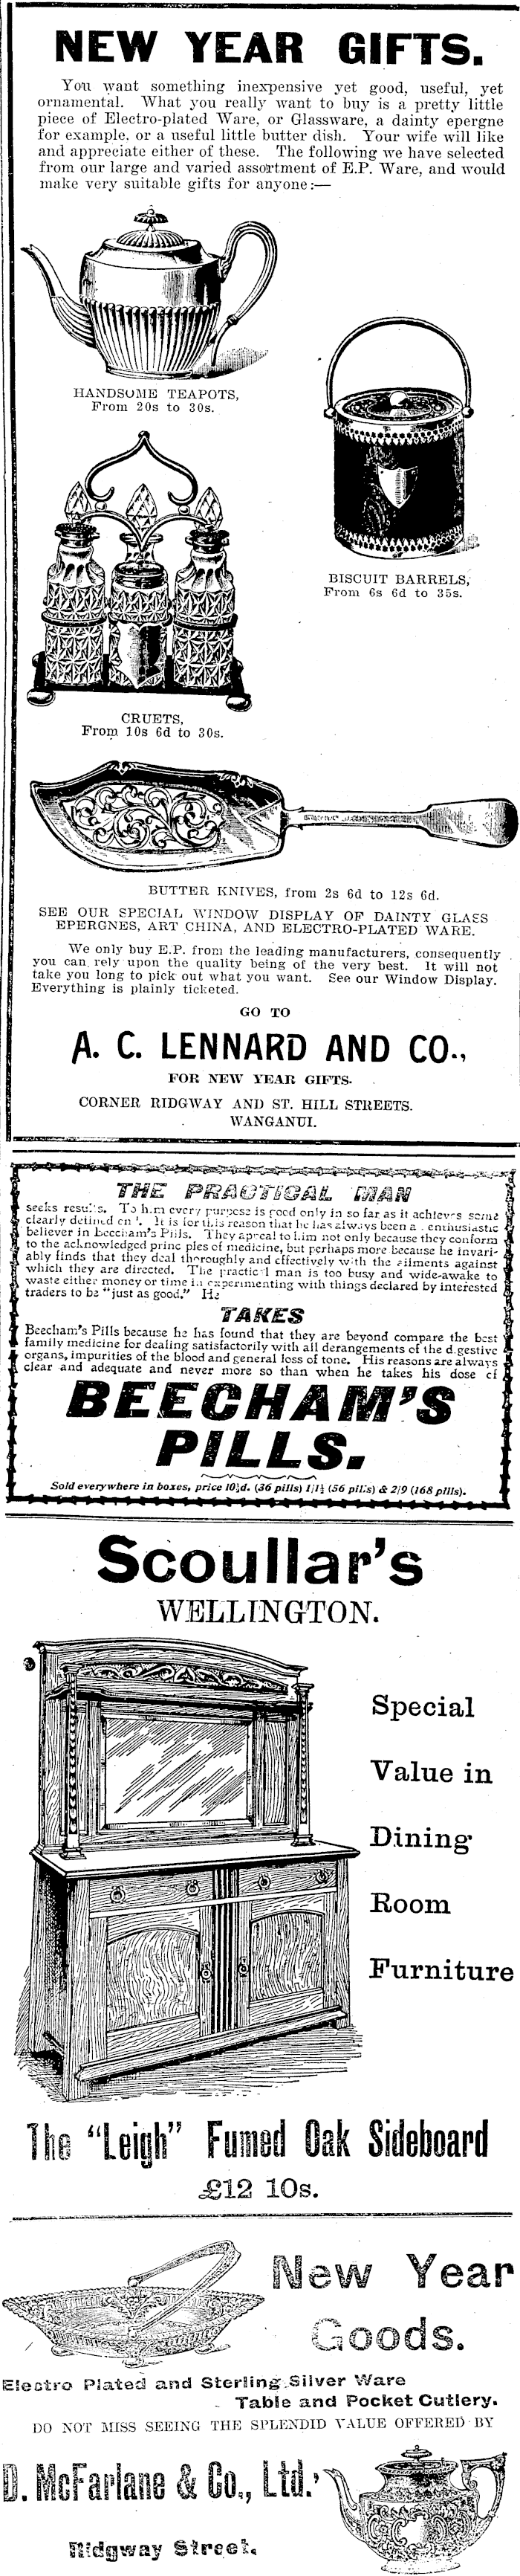 NEW YEAR GIFTS.
You want something inexpensive yet good, useful, yet
ornamental. What you really want to buy is a pretty little
piece of Electro-plated Ware, or Glassware, a dainty epergne
for example, or a useful little butter dish. Your wife will like
and appreciate either of these. The following we have selected
from our large and varied assortment of E.P. Ware, and would
make very suitable gifts for anyone:—
HANDSOME TEAPOTS,
From 20s to 30s.
BISCUIT BARRELS,
From 6s 6d to 35s.
CRUETS,
From 10s 6d to 30s.
BUTTER KNIVES, from 2s 6d to 12s 6d.
SEE OUR SPECIAL WINDOW DISPLAY OF DAINTY GLASS
EPERGNES, ART CHINA, AND ELECTRO-PLATED WARE.
We only buy E.P. from the leading manufacturers, consequently
you can rely upon the quality being of the very best. It will not
take you long to pick out what you want. See our Window Display.
Everything is plainly ticketed.
GO TO
A. C. LENNARD AND CO.,
FOR NEW YEAR GIFTS.
CORNER RIDGWAY AND ST. HILL STREETS.
WANGANUI.
THE PRACTICAL MAN
seeks results. To him every purpose is good only in so far as it achieves some
clearly defined end. It is for this reason that he has always been a enthusiastic
believer in Beecham's Pills. They appeal to him not only because they conform
to the acknowledged principles of medicine, but perhaps more because he invari-
ably finds that they deal thoroughly and effectively with the ailments against
which they are directed. The practical man is too busy and wide-awake to
waste either money or time in experimenting with things declared by interested
traders to be "just as good." He
TAKES
Beecham's Pills because he has found that they are beyond compare the best
family medicine for dealing satisfactorily with all derangements of the digestive
organs, impurities of the blood and general loss of tone. His reasons are always
clear and adequate and never more so than when he takes his dose of
BEECHAM'S
PILLS.
Sold everywhere in boxes, price 10½d. (36 pills) 1/1½ (56 pills) & 2/9 (168 pills).
Scoullar's
WELLINGTON.
Special
Value in
Dining
Room
Furniture
The "Leigh" Fumed Oak Sideboard
£12 10s.
New Year
Goods.
Electro Plated and Sterling Silver Ware
Table and Pocket Cutlery.
DO NOT MISS SEEING THE SPLENDID VALUE OFFERED BY
D. McFarlane & Co., Ltd.,
Ridgway Street.